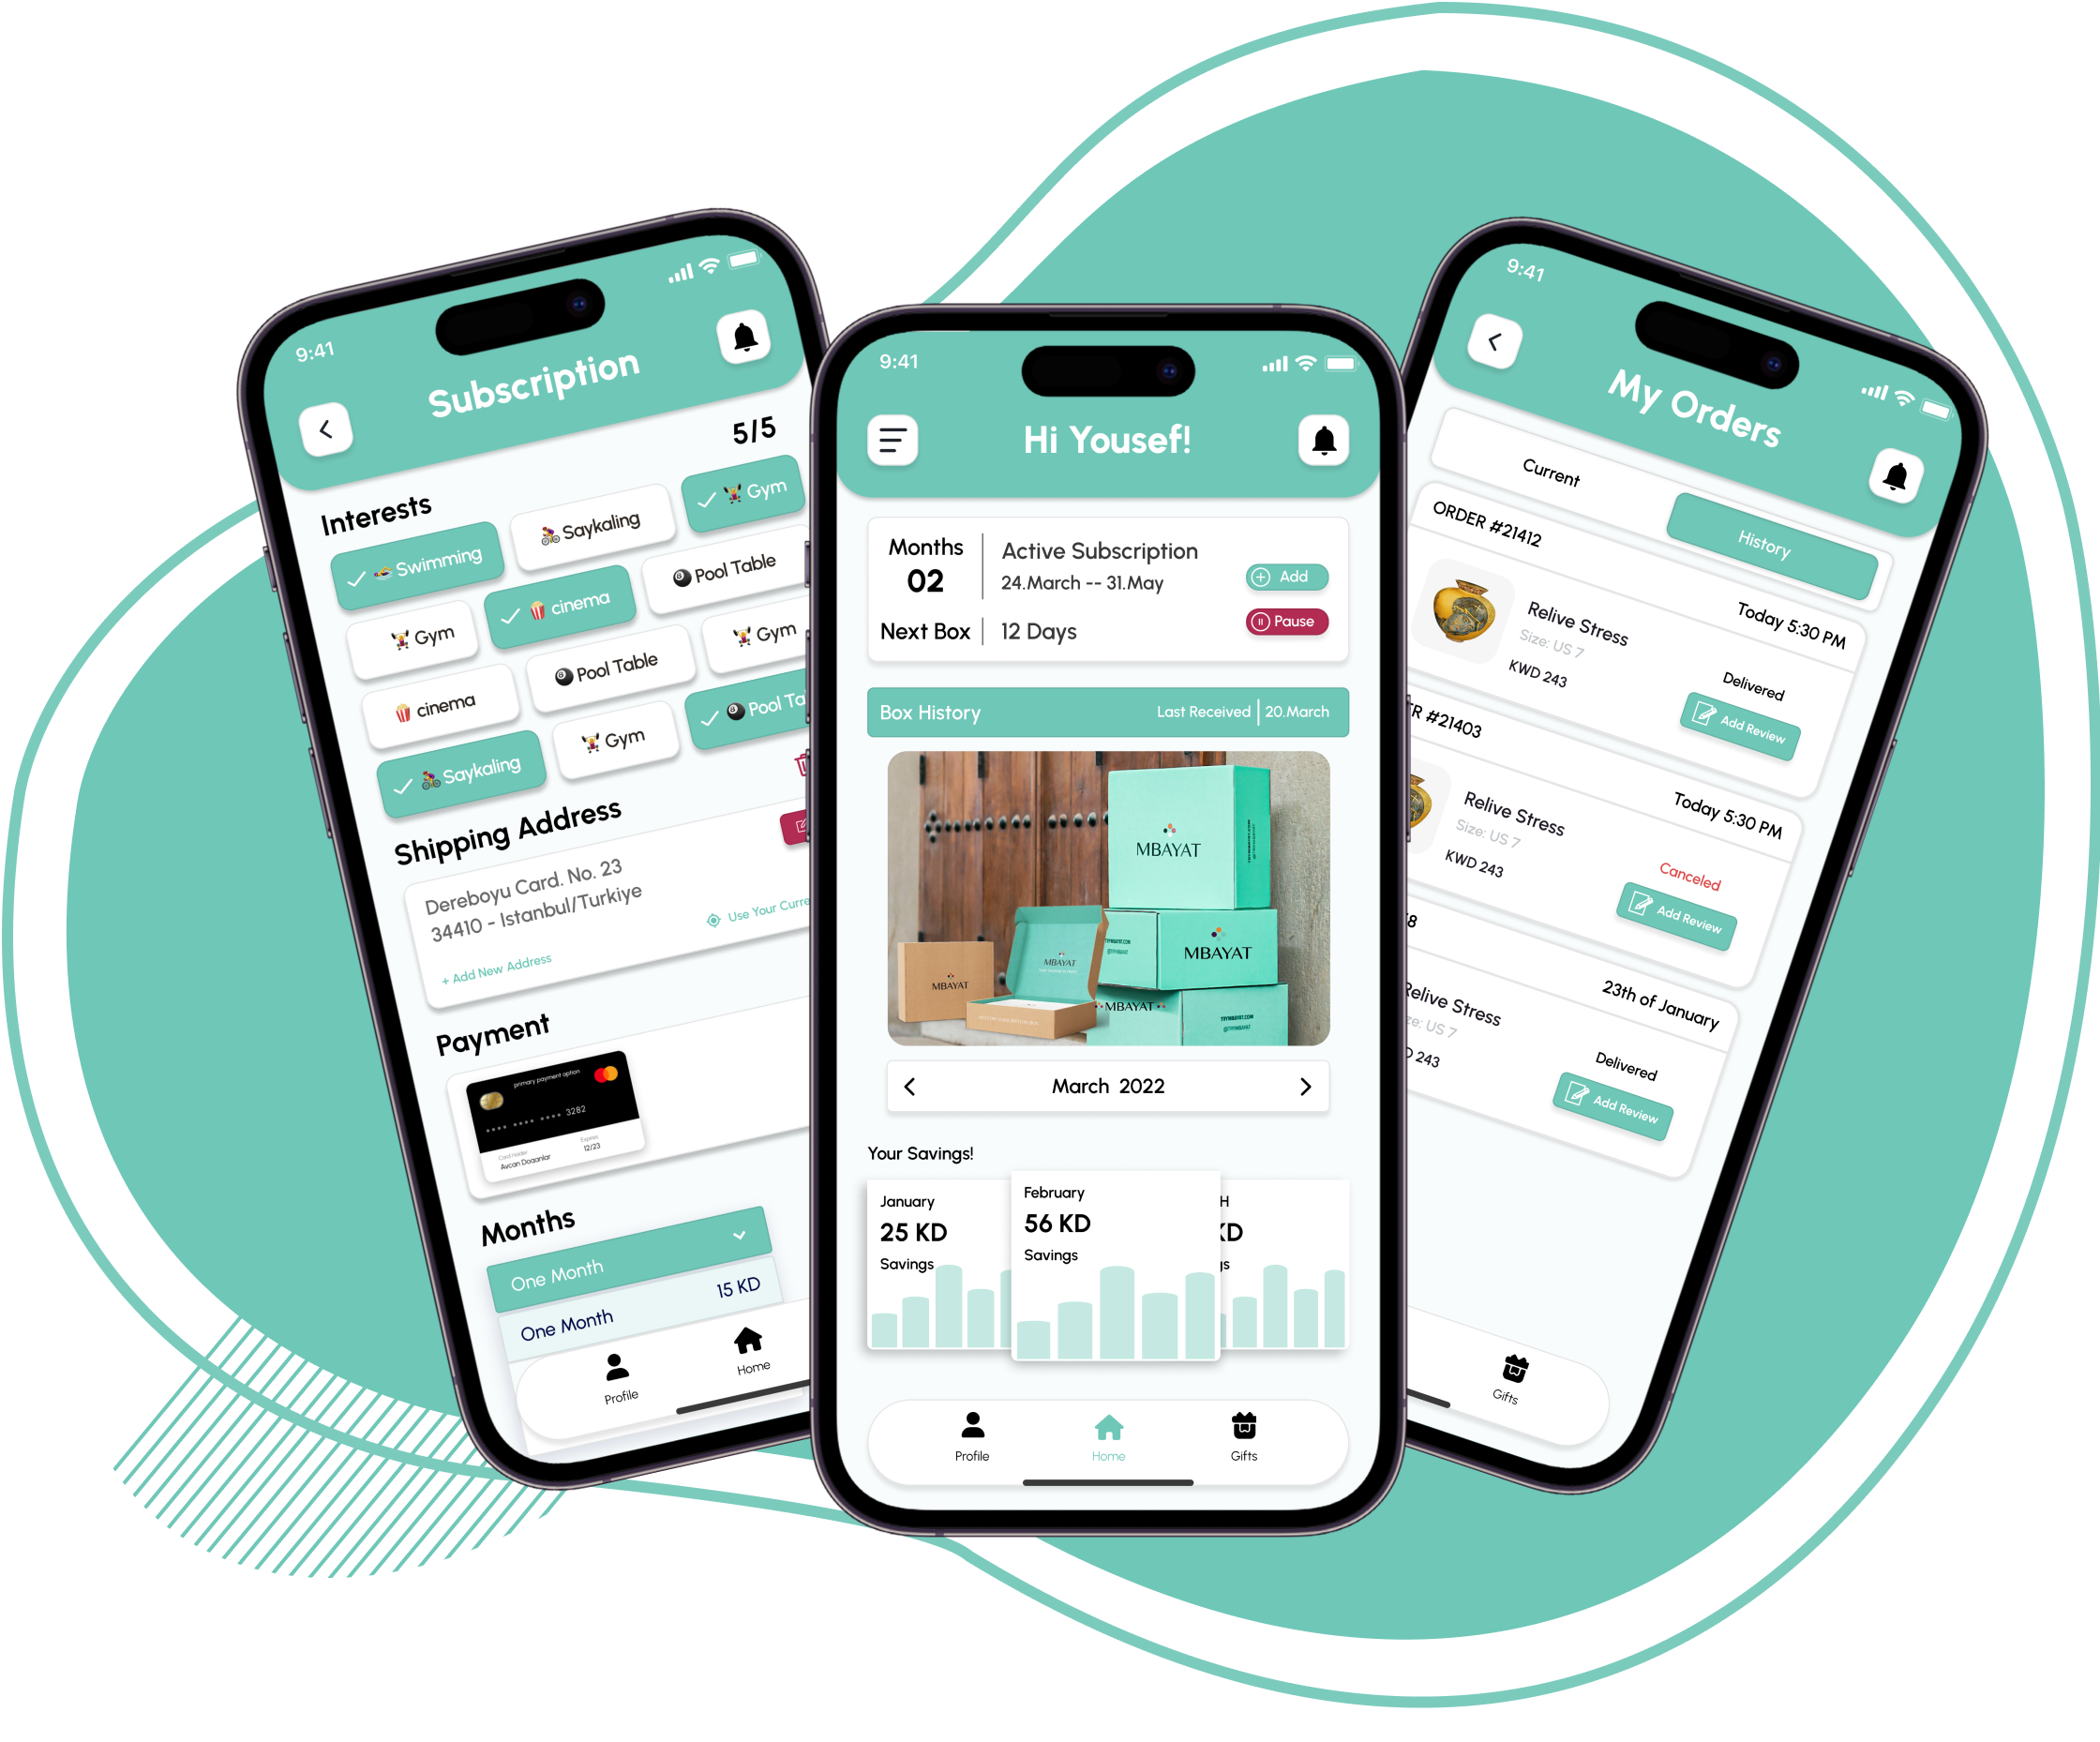 9:41
Subscription
5/5
Interests
Swimming
Saykaling
Gym
Gym
cinema
Pool Table
cinema
Pool Table
Gym
Saykaling
Gym
Pool Ta
Shipping Address
Dereboyu Card. No. 23
34410 - Istanbul/Turkiye
Use Your Curre
+ Add New Address
Payment
primary payment option
3282
Card Holder
Expires
Avcan Doganlar
12/23
Months
One Month
One Month 15 KD
Profile
Home
9:41
Hi Yousef!
Months
02
Active Subscription
24.March -- 31.May
Add
Next Box
12 Days
Pause
Box History
Last Received
20.March
MBAYAT
MBAYAT
MBAYAT
MBAYAT
MBAYAT
TRYMBAYAT.COM
@TRYMBAYAT
March 2022
Your Savings!
January
25 KD
Savings
February
56 KD
Savings
H
KD
gs
Profile
Home
Gifts
9:41
My Orders
Current
History
ORDER #21412
Today 5:30 PM
Relive Stress
Size: US 7
KWD 243
Delivered
Add Review
ER #21403
Today 5:30 PM
Relive Stress
Size: US 7
KWD 243
Canceled
Add Review
8
23th of January
Relive Stress
ze: US 7
D 243
Delivered
Add Review
Gifts